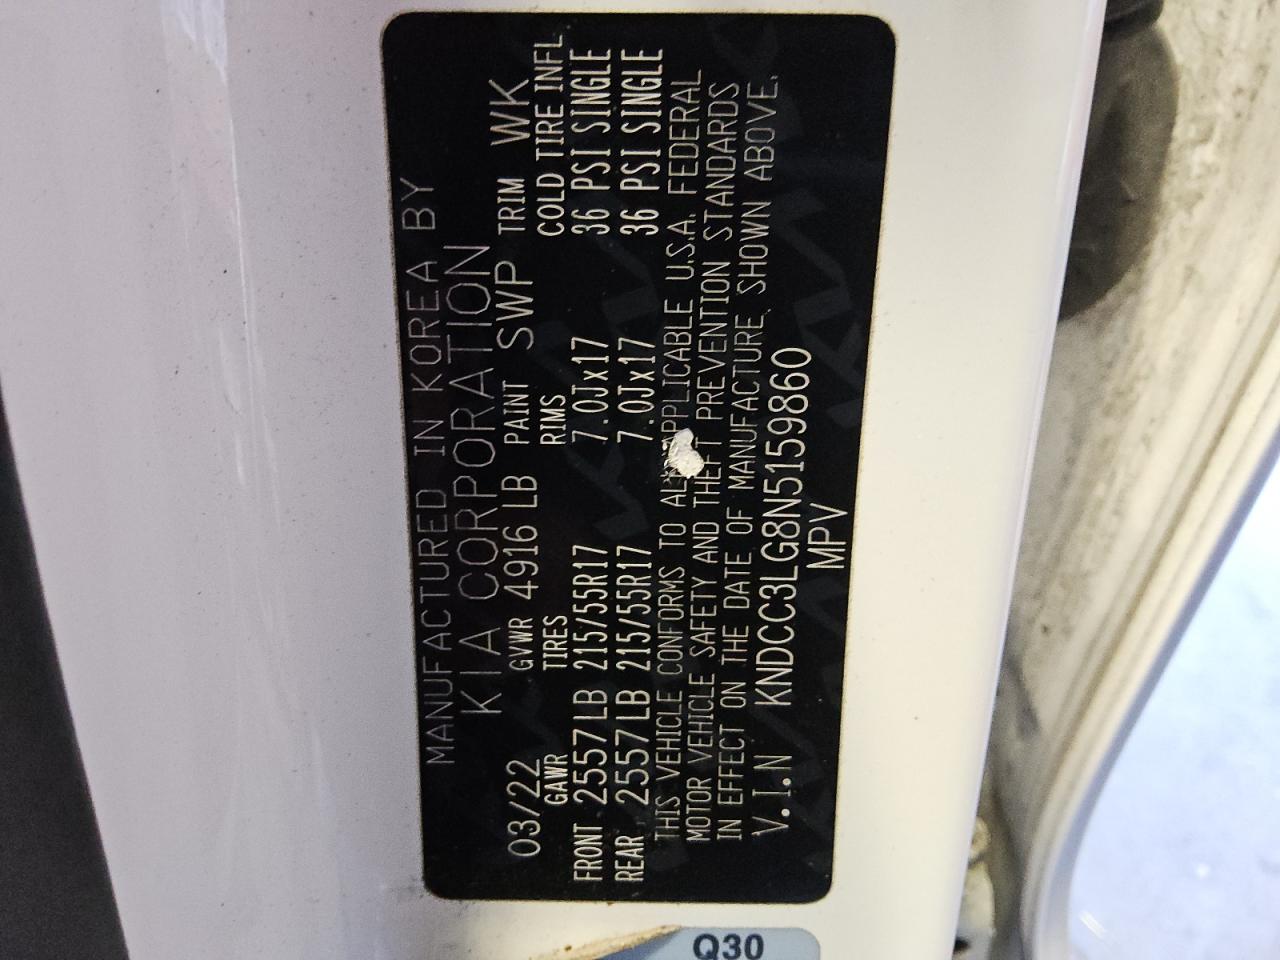 MANUFACTURED IN KOREA BY
KIA CORPORATION
03/22 GVWR 4916 LB PAINT SWP TRIM WK
GAWR TIRES RIMS COLD TIRE INFL
FRONT 2557LB 215/55R17 7.0Jx17 36 PSI SINGLE
REAR 2557LB 215/55R17 7.0Jx17 36 PSI SINGLE
THIS VEHICLE CONFORMS TO ALL APPLICABLE U.S.A. FEDERAL
MOTOR VEHICLE SAFETY AND THEFT PREVENTION STANDARDS
IN EFFECT ON THE DATE OF MANUFACTURE SHOWN ABOVE.
V.I.N KNDCC3LG8N5159860
MPV
Q30